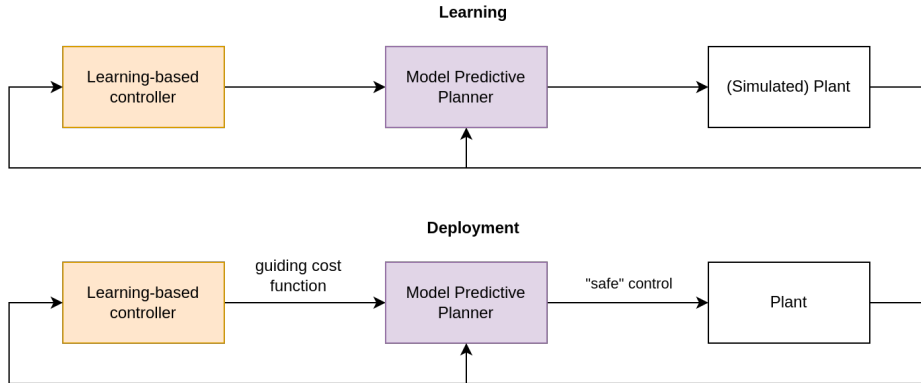 Learning
Learning-based
controller
Model Predictive
Planner
(Simulated) Plant
Deployment
Learning-based
controller
guiding cost
function
Model Predictive
Planner
"safe" control
Plant